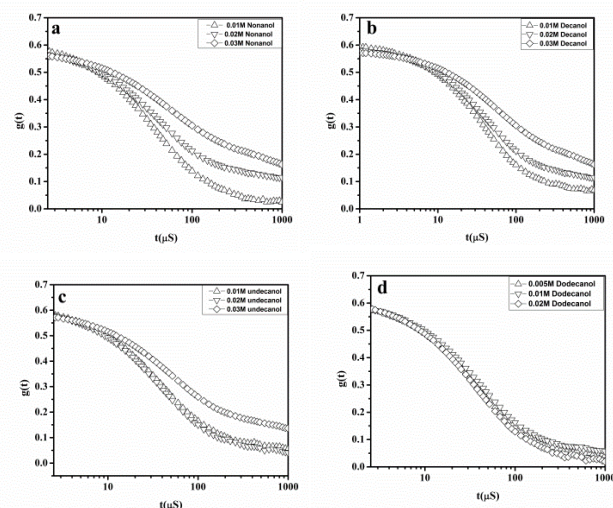 a
0.01M Nonanol
0.02M Nonanol
0.03M Nonanol
0.7
0.6
0.5
0.4
0.3
0.2
0.1
0.0
g(t)
10
100
1000
t(μS)
b
0.01M Decanol
0.02M Decanol
0.03M Decanol
0.7
0.6
0.5
0.4
0.3
0.2
0.1
0.0
g(t)
1
10
100
1000
t(μS)
c
0.01M undecanol
0.02M undecanol
0.03M undecanol
0.7
0.6
0.5
0.4
0.3
0.2
0.1
0.0
g(t)
10
100
1000
t(μS)
d
0.005M Dodecanol
0.01M Dodecanol
0.02M Dodecanol
0.7
0.6
0.5
0.4
0.3
0.2
0.1
0.0
g(t)
10
100
1000
t(μS)